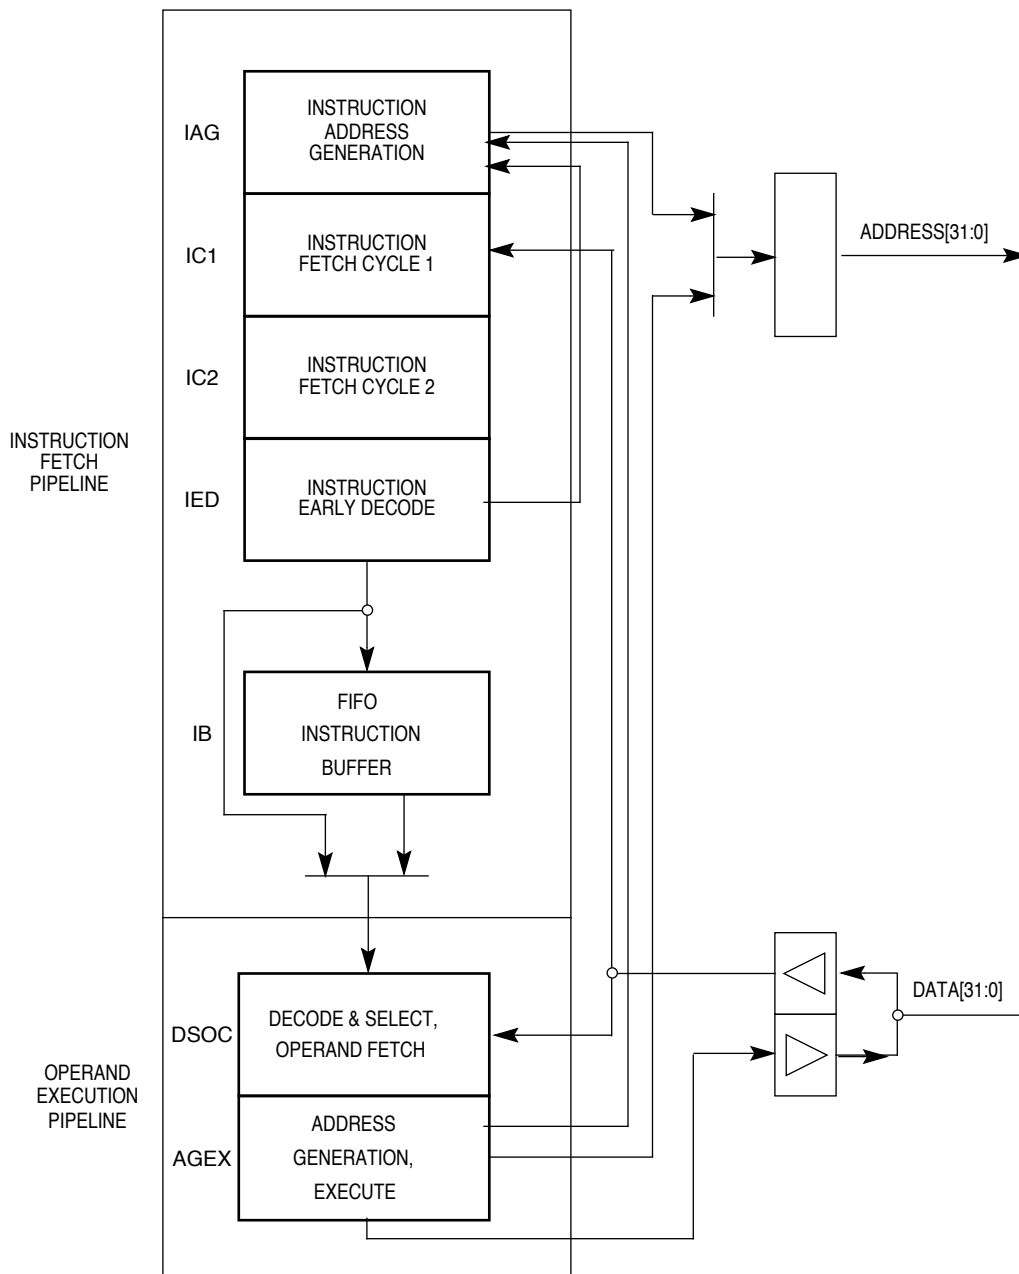 IAG
INSTRUCTION
ADDRESS
GENERATION
IC1
INSTRUCTION
FETCH CYCLE 1
ADDRESS[31:0]
IC2
INSTRUCTION
FETCH CYCLE 2
INSTRUCTION
FETCH
PIPELINE
IED
INSTRUCTION
EARLY DECODE
IB
FIFO
INSTRUCTION
BUFFER
DSOC
DECODE & SELECT,
OPERAND FETCH
DATA[31:0]
OPERAND
EXECUTION
PIPELINE
AGEX
ADDRESS
GENERATION,
EXECUTE